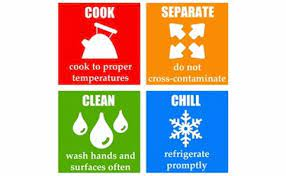 COOK
cook to proper
temperatures
SEPARATE
do not
cross-contaminate
CLEAN
wash hands and
surfaces often
CHILL
refrigerate
promptly